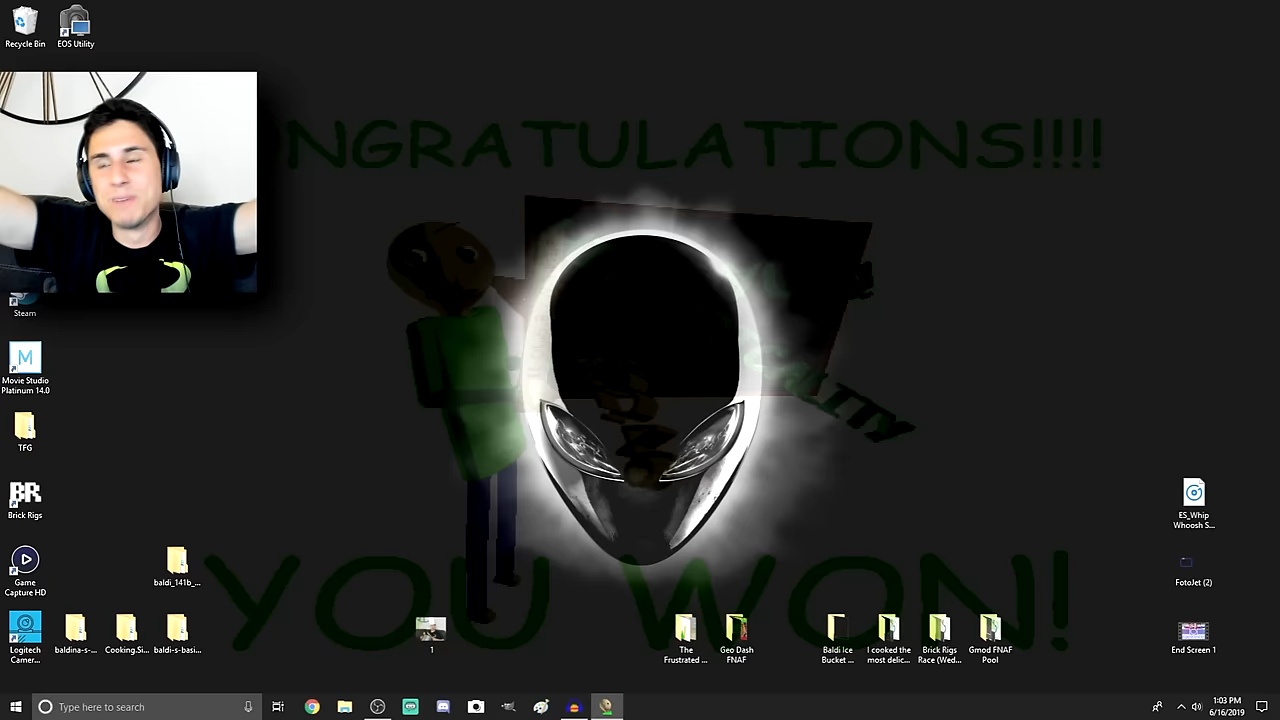 Recycle Bin
EOS Utility
NGRATULATIONS!!!!
Steam
Movie Studio
Platinum 14.0
TFG
BR
Brick Rigs
Game
Capture HD
baldi_141b_...
YOU WON!
ES_Whip
Whoosh S...
FotoJet (2)
Logitech
Camer...
baldina-s-...
Cooking.Si...
baldi-s-basi...
1
The
Frustrated ...
Geo Dash
FNAF
Baldi Ice
Bucket ...
I cooked the
most delic...
Brick Rigs
Race (Wed...
Gmod FNAF
Pool
End Screen 1
Type here to search
1:03 PM
6/16/2019